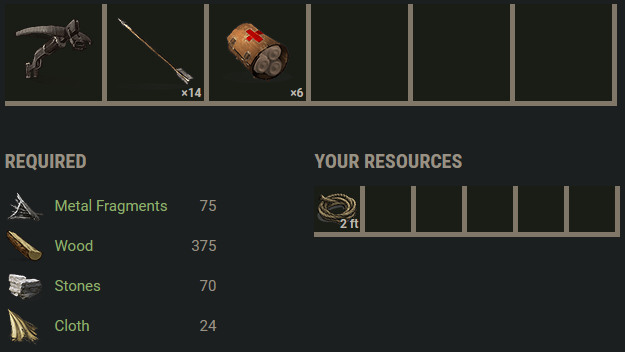 ×14
×6
REQUIRED
YOUR RESOURCES
Metal Fragments 75
2 ft
Wood 375
Stones 70
Cloth 24